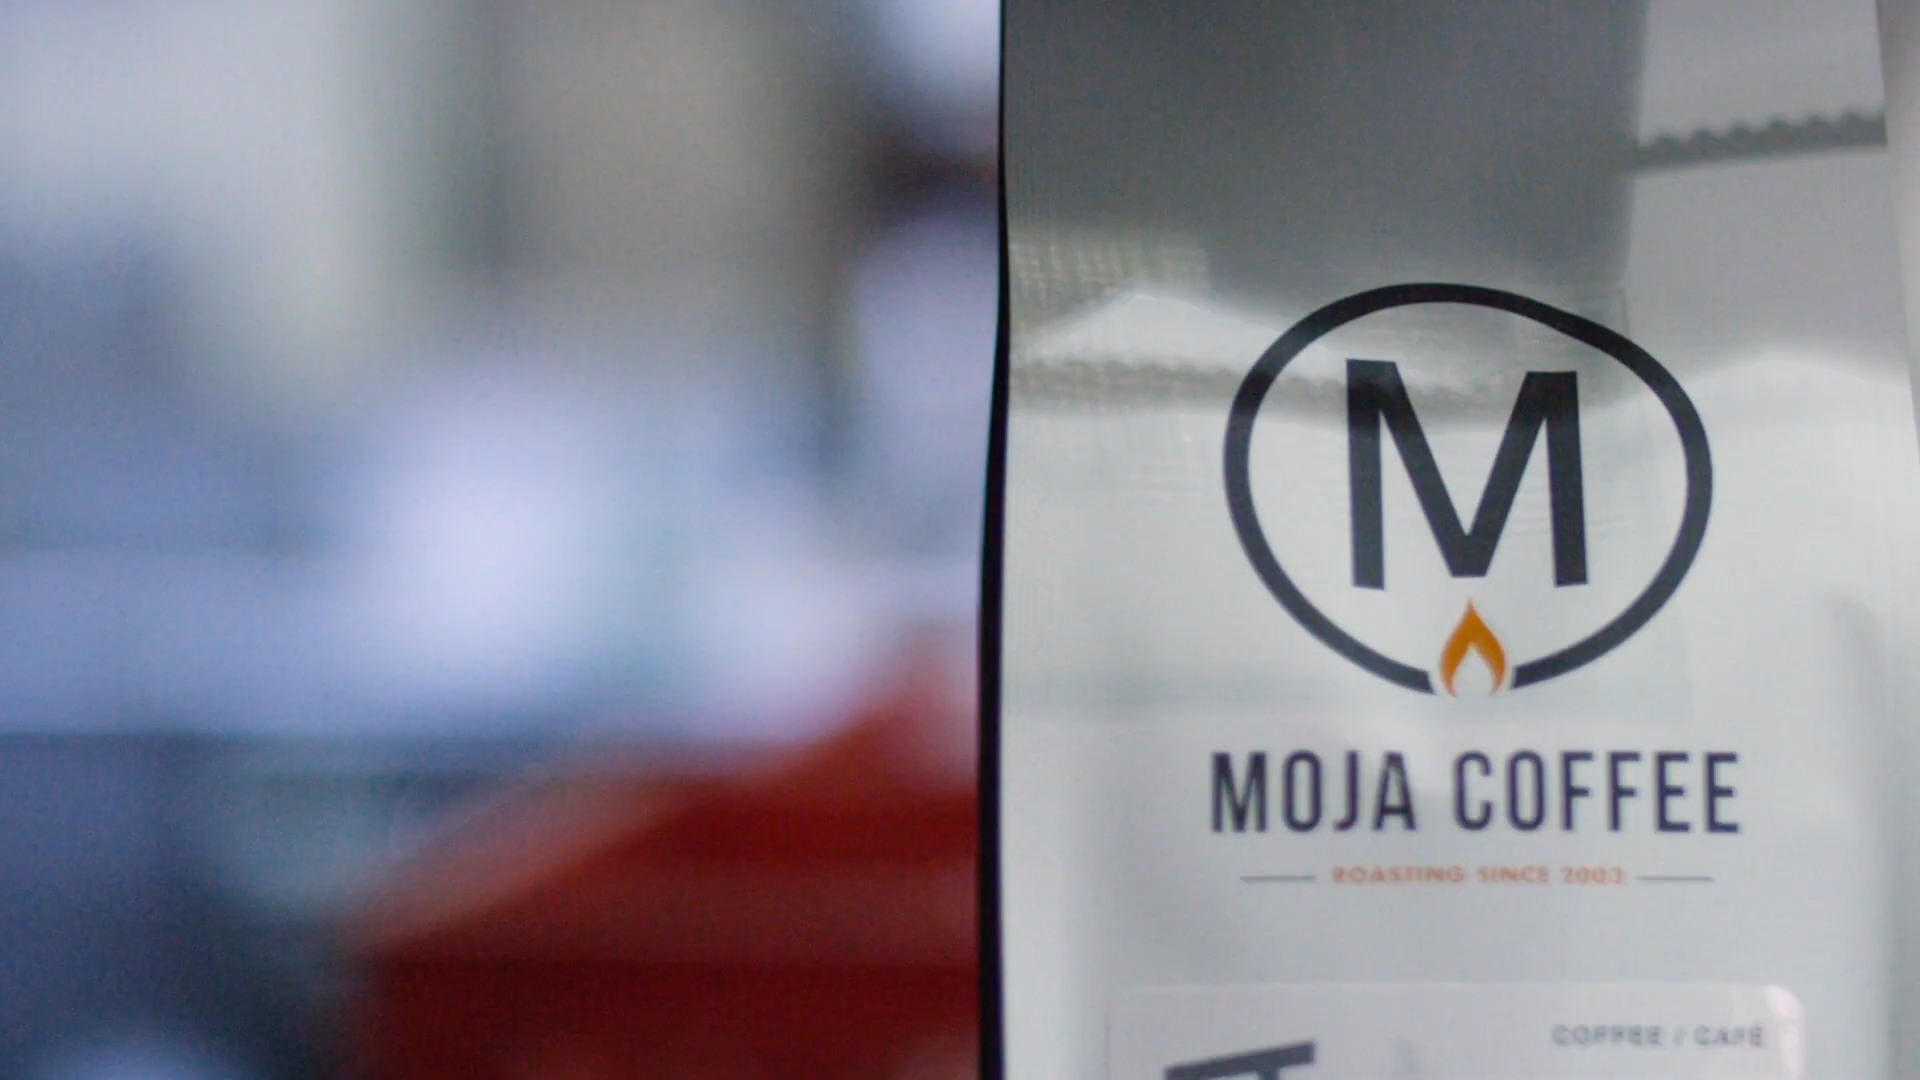 M
MOJA COFFEE
ROASTING SINCE 2003
COFFEE / CAFÉ